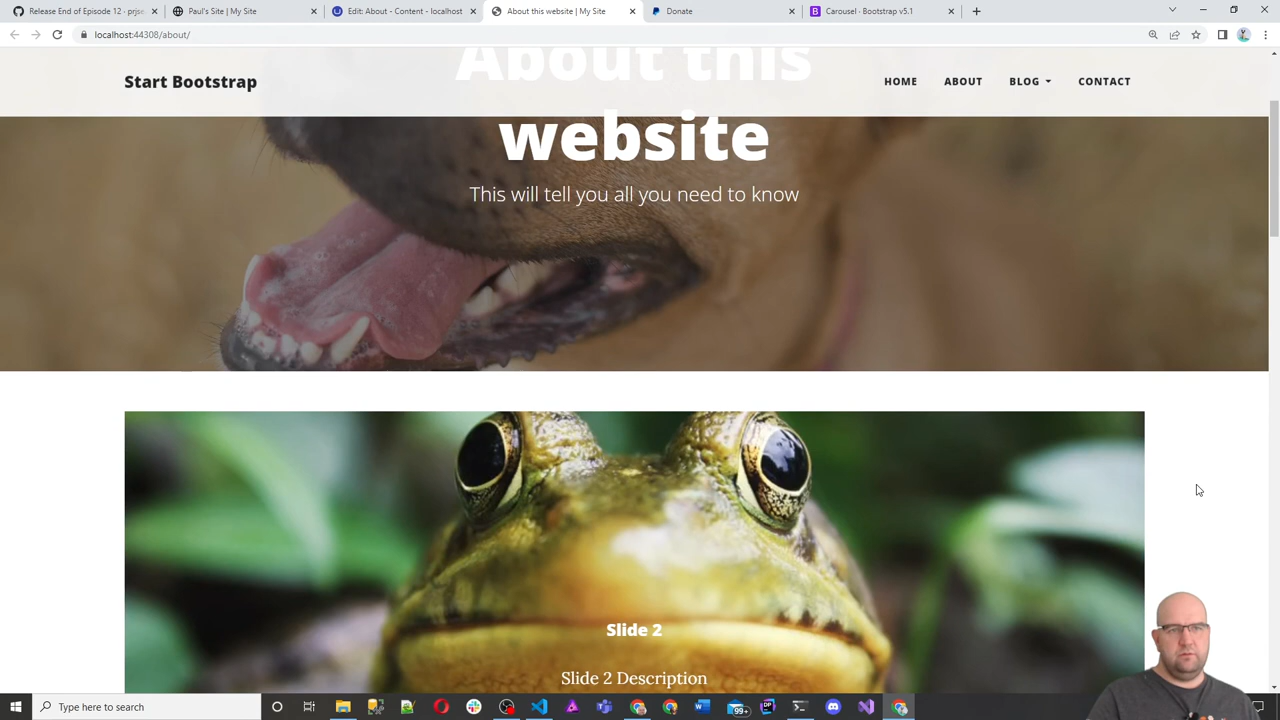 Release End of Episode 12 · prjse
Paul's Site | My Site
Edit: About - Content - localhost
About this website | My Site
Donate
Carousel · Bootstrap v5.1
localhost:44308/about/
Start Bootstrap
HOME
ABOUT
BLOG
CONTACT
About this
website
This will tell you all you need to know
Slide 2
Slide 2 Description
Type here to search
99+